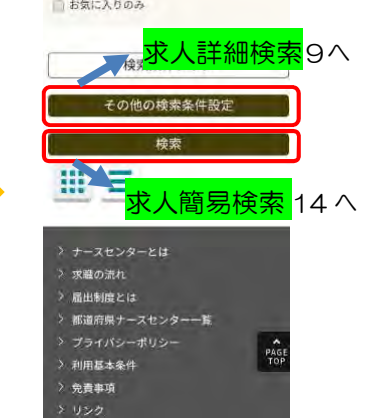 お気に入りのみ
求人詳細検索9へ
検索
その他の検索条件設定
検索
求人簡易検索 14 へ
> ナースセンターとは
> 求職の流れ
> 届出制度とは
> 都道府県ナースセンター一覧
> プライバシーポリシー
> 利用基本条件
> 免責事項
> リンク
PAGE
TOP